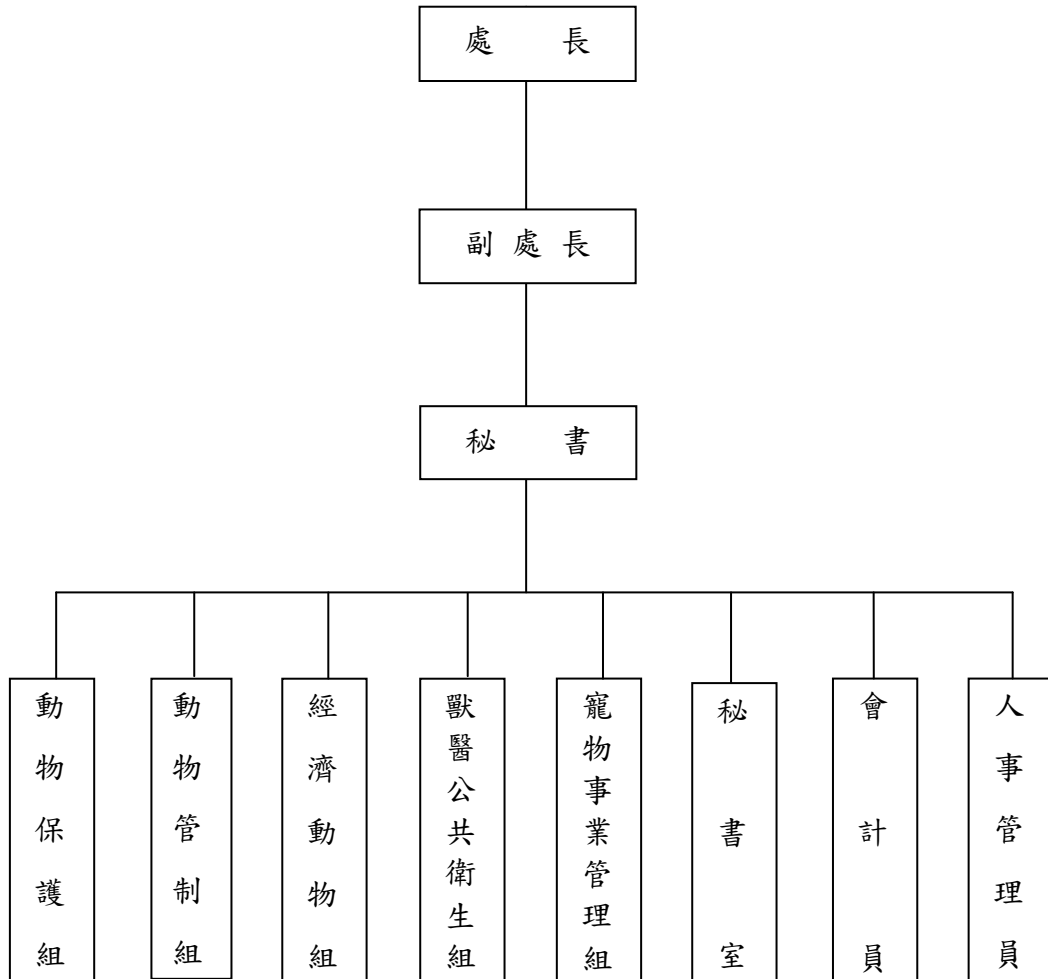 處長
副處長
秘書
動物保護組
動物管制組
經濟動物組
獸醫公共衛生組
寵物事業管理組
秘書室
會計員
人事管理員